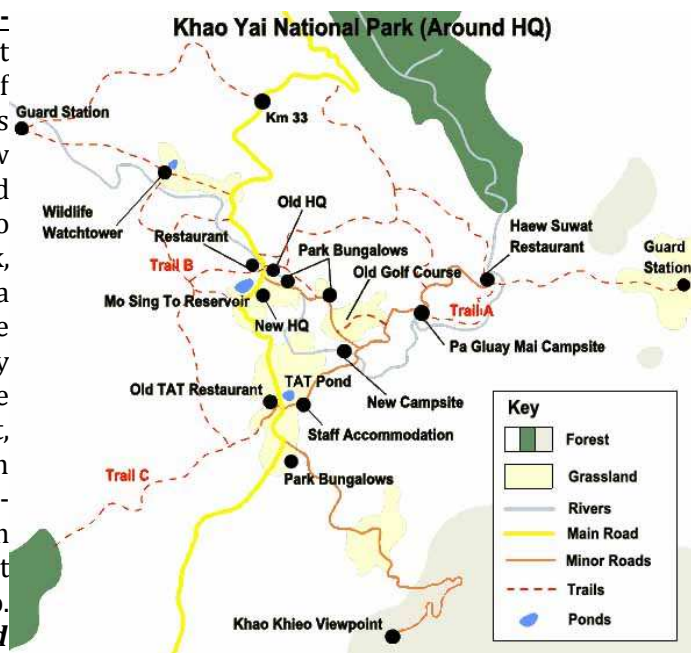 Khao Yai National Park (Around HQ)
Guard Station
Km 33
Wildlife
Watchtower
Old HQ
Restaurant
Park Bungalows
Haew Suwat
Restaurant
Guard
Station
Trail B
Old Golf Course
Mo Sing To Reservoir
New HQ
Trail A
Pa Gluay Mai Campsite
Old TAT Restaurant
TAT Pond
New Campsite
Staff Accommodation
Trail C
Park Bungalows
Khao Khieo Viewpoint
Key
Forest
Grassland
Rivers
Main Road
Minor Roads
Trails
Ponds